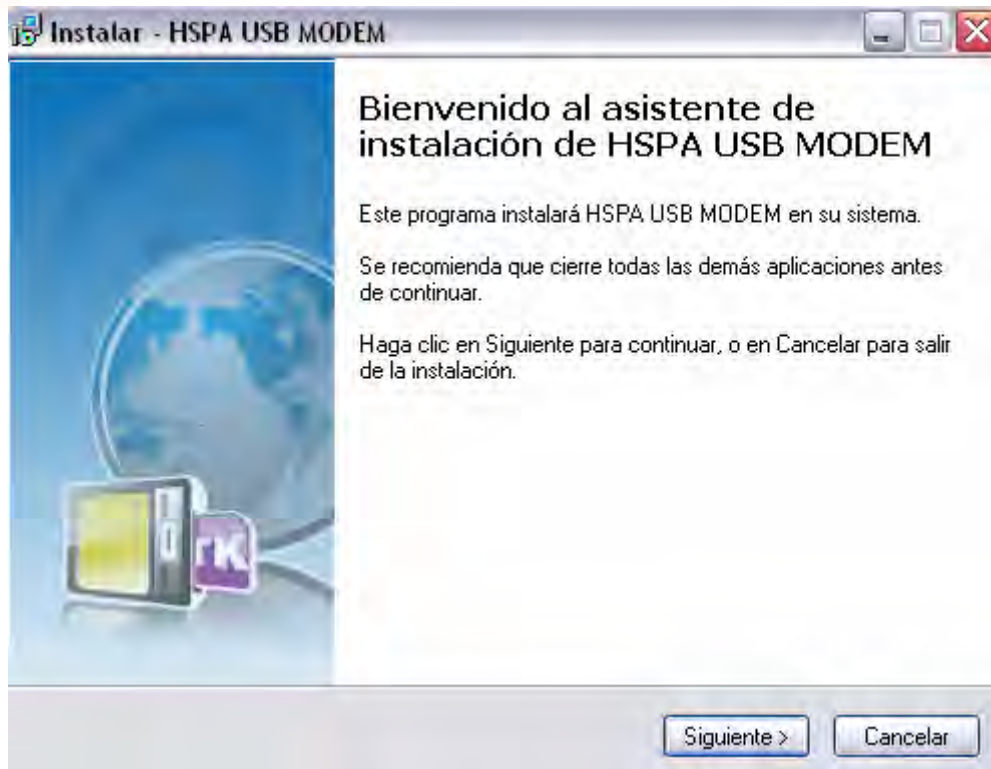 Instalar - HSPA USB MODEM
Bienvenido al asistente de
instalación de HSPA USB MODEM
Este programa instalará HSPA USB MODEM en su sistema.
Se recomienda que cierre todas las demás aplicaciones antes
de continuar.
Haga clic en Siguiente para continuar, o en Cancelar para salir
de la instalación.
Siguiente >
Cancelar